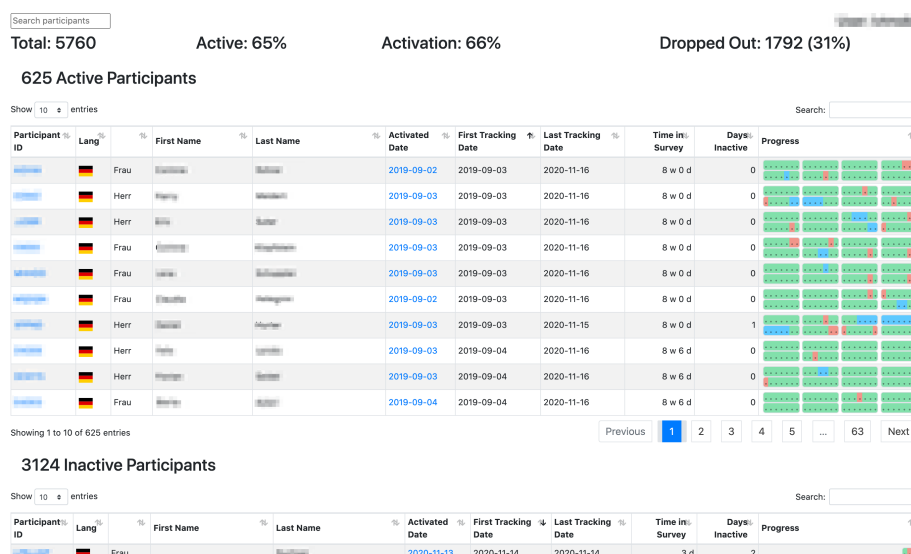 Search participants
Total: 5760 Active: 65% Activation: 66% Dropped Out: 1792 (31%)
625 Active Participants
Show 10 entries Search:
Participant ID Lang First Name Last Name Activated Date First Tracking Date Last Tracking Date Time in Survey Days Inactive Progress
Frau 2019-09-02 2019-09-03 2020-11-16 8 w 0 d 0
Herr 2019-09-03 2019-09-03 2020-11-16 8 w 0 d 0
Herr 2019-09-03 2019-09-03 2020-11-16 8 w 0 d 0
Frau 2019-09-03 2019-09-03 2020-11-16 8 w 0 d 0
Frau 2019-09-03 2019-09-03 2020-11-16 8 w 0 d 0
Frau 2019-09-02 2019-09-03 2020-11-16 8 w 0 d 0
Herr 2019-09-03 2019-09-03 2020-11-15 8 w 0 d 1
Herr 2019-09-03 2019-09-04 2020-11-16 8 w 6 d 0
Herr 2019-09-03 2019-09-04 2020-11-16 8 w 6 d 0
Frau 2019-09-04 2019-09-04 2020-11-16 8 w 6 d 0
Showing 1 to 10 of 625 entries Previous 1 2 3 4 5 ... 63 Next
3124 Inactive Participants
Show 10 entries Search:
Participant ID Lang First Name Last Name Activated Date First Tracking Date Last Tracking Date Time in Survey Days Inactive Progress
Frau 2020-11-13 2020-11-14 2020-11-14 3 d 2